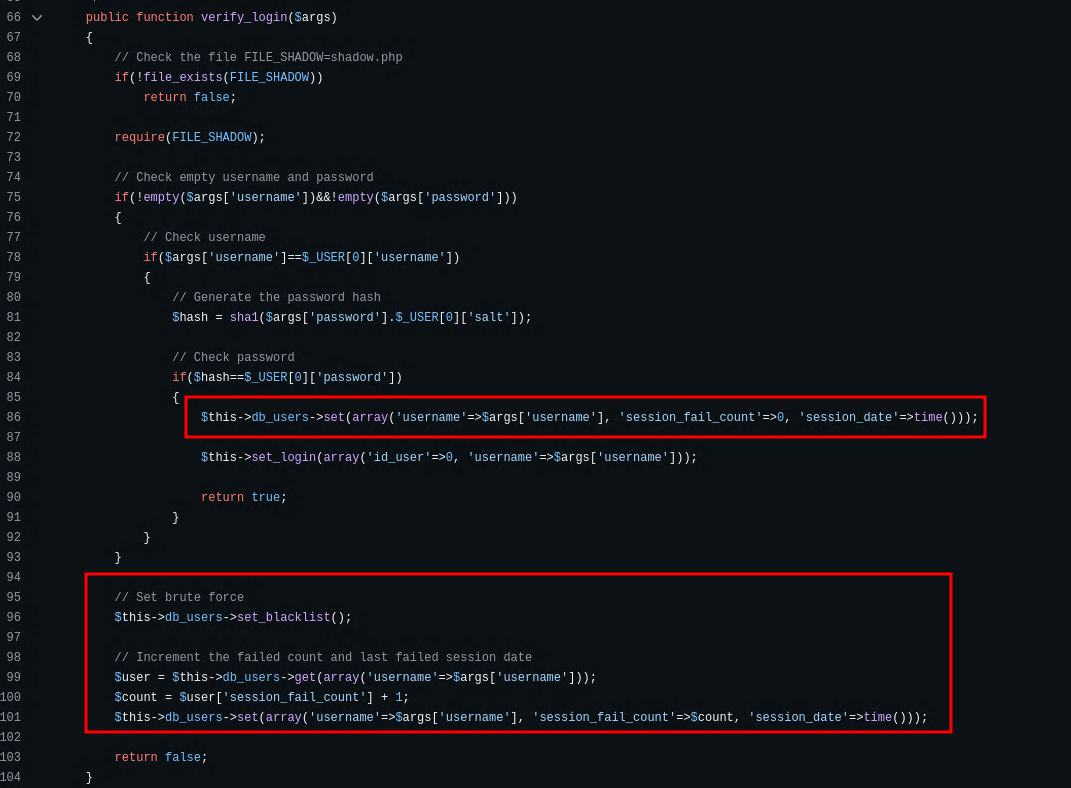 66 public function verify_login($args)
67 {
68 // Check the file FILE_SHADOW=shadow.php
69 if(!file_exists(FILE_SHADOW))
70 return false;
71
72 require(FILE_SHADOW);
73
74 // Check empty username and password
75 if(!empty($args['username'])&&!empty($args['password']))
76 {
77 // Check username
78 if($args['username']==$_USER[0]['username'])
79 {
80 // Generate the password hash
81 $hash = sha1($args['password'].$_USER[0]['salt']);
82
83 // Check password
84 if($hash==$_USER[0]['password'])
85 {
86 $this->db_users->set(array('username'=>$args['username'], 'session_fail_count'=>0, 'session_date'=>time()));
87
88 $this->set_login(array('id_user'=>0, 'username'=>$args['username']));
89
90 return true;
91 }
92 }
93 }
94
95 // Set brute force
96 $this->db_users->set_blacklist();
97
98 // Increment the failed count and last failed session date
99 $user = $this->db_users->get(array('username'=>$args['username']));
100 $count = $user['session_fail_count'] + 1;
101 $this->db_users->set(array('username'=>$args['username'], 'session_fail_count'=>$count, 'session_date'=>time()));
102
103 return false;
104 }